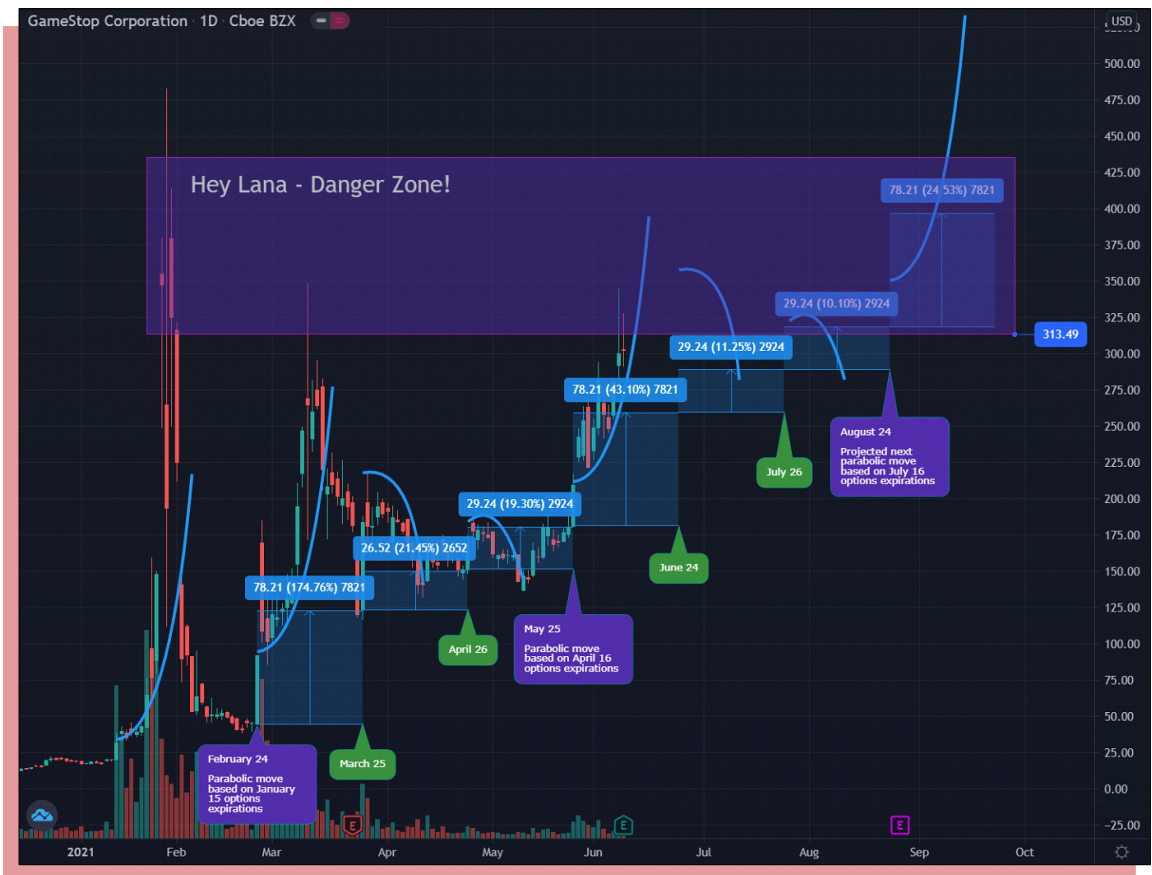 GameStop Corporation · 1D · Cboe BZX
USD
500.00
475.00
450.00
425.00
400.00
375.00
350.00
325.00
313.49
300.00
275.00
250.00
225.00
200.00
175.00
150.00
125.00
100.00
75.00
50.00
25.00
0.00
−25.00
Hey Lana - Danger Zone!
78.21 (24.53%) 7821
29.24 (10.10%) 2924
29.24 (11.25%) 2924
78.21 (43.10%) 7821
29.24 (19.30%) 2924
26.52 (21.45%) 2652
78.21 (174.76%) 7821
August 24
Projected next
parabolic move
based on July 16
options expirations
July 26
June 24
May 25
Parabolic move
based on April 16
options expirations
April 26
March 25
February 24
Parabolic move
based on January
15 options
expirations
E
E
E
2021
Feb
Mar
Apr
May
Jun
Jul
Aug
Sep
Oct